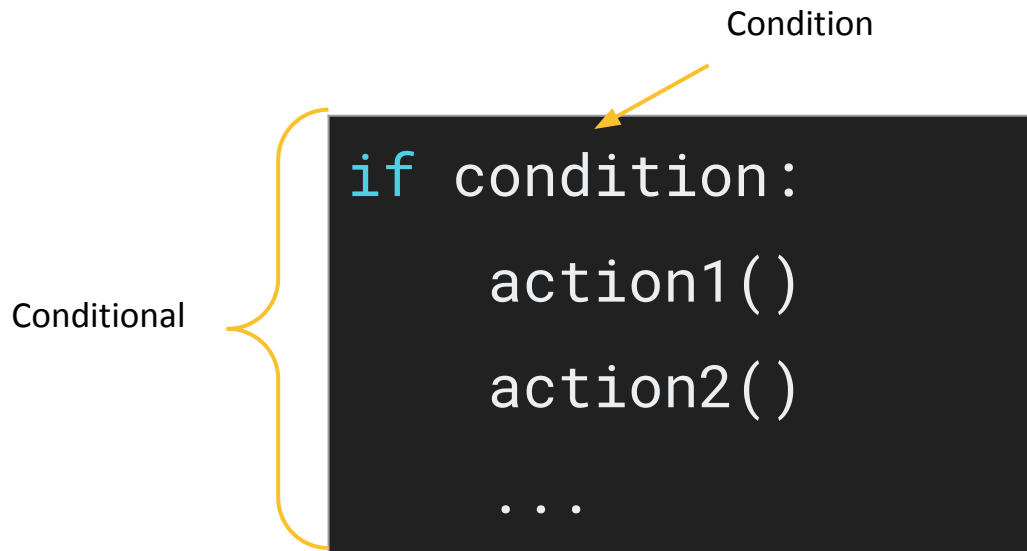 Condition
if condition:
action1()
Conditional
action2()
...